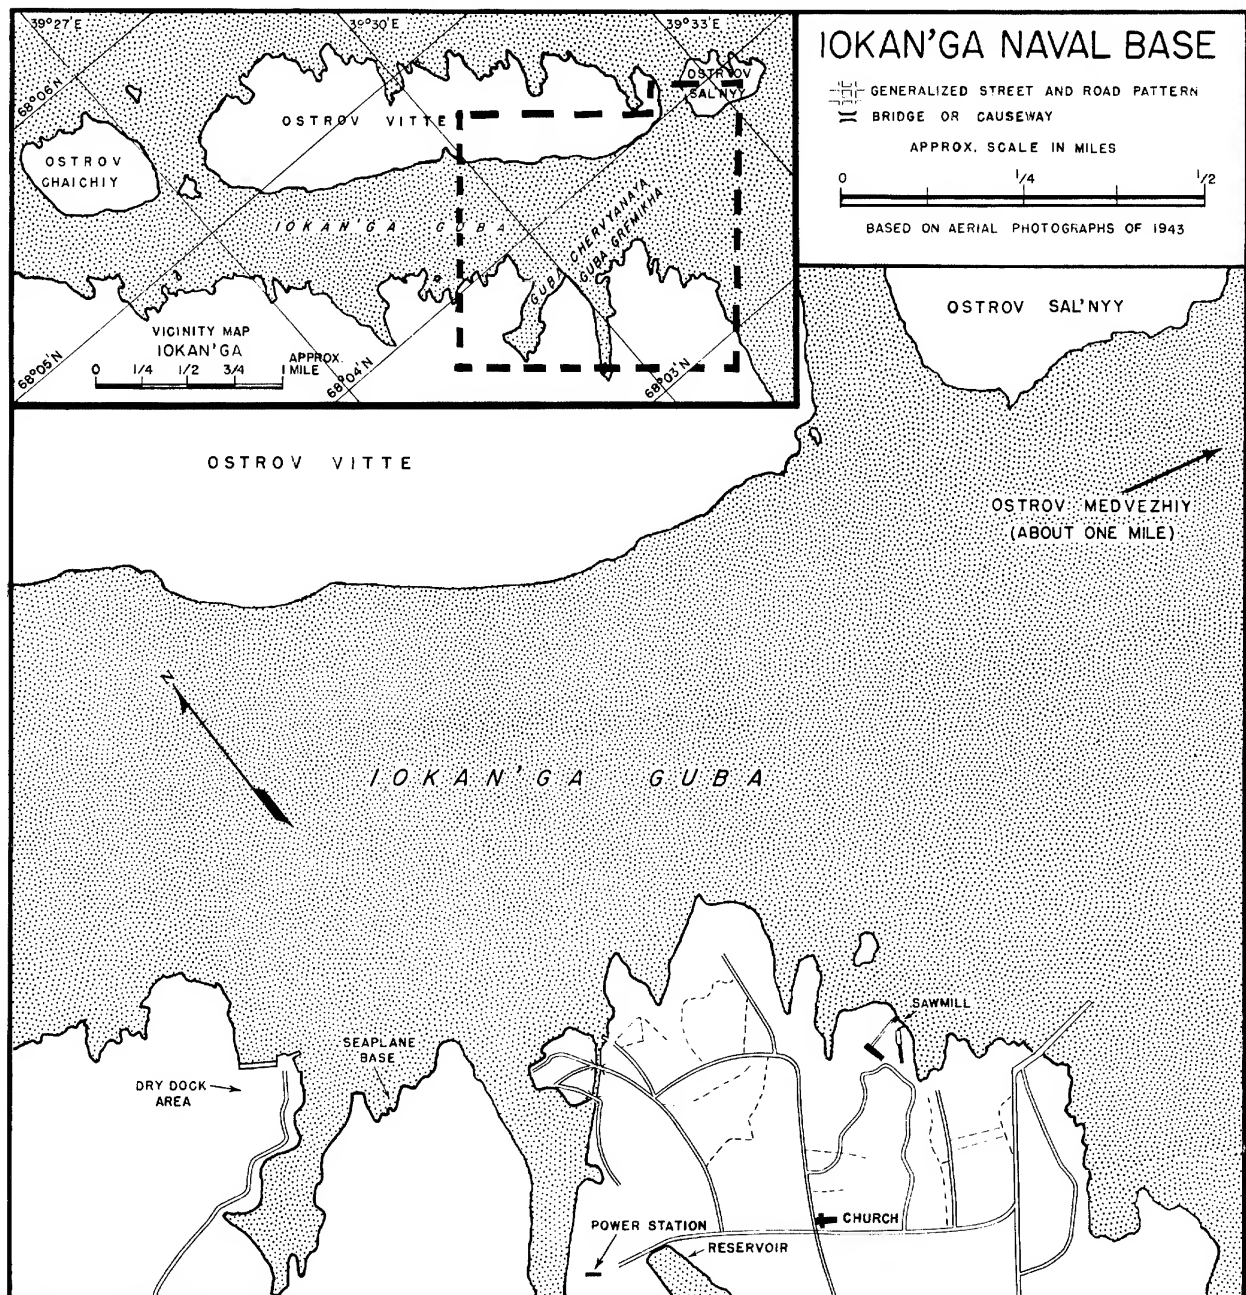 39°27'E
39°30'E
39°33'E
68°06'N
OSTROV
SAL'NYY
OSTROV VITTE
OSTROV
CHAICHIY
IOKAN'GA GUBA
GUBA CHERVYANAYA
GUBA GREMIKHA
VICINITY MAP
IOKAN'GA
APPROX.
0 1/4 1/2 3/4 1 MILE
68°05'N
68°04'N
68°03'N
IOKAN'GA NAVAL BASE
GENERALIZED STREET AND ROAD PATTERN
BRIDGE OR CAUSEWAY
APPROX. SCALE IN MILES
0 1/4 1/2
BASED ON AERIAL PHOTOGRAPHS OF 1943
OSTROV SAL'NYY
OSTROV VITTE
OSTROV MEDVEZHIY
(ABOUT ONE MILE)
N
IOKAN'GA GUBA
SAWMILL
SEAPLANE
BASE
DRY DOCK
AREA
CHURCH
POWER STATION
RESERVOIR